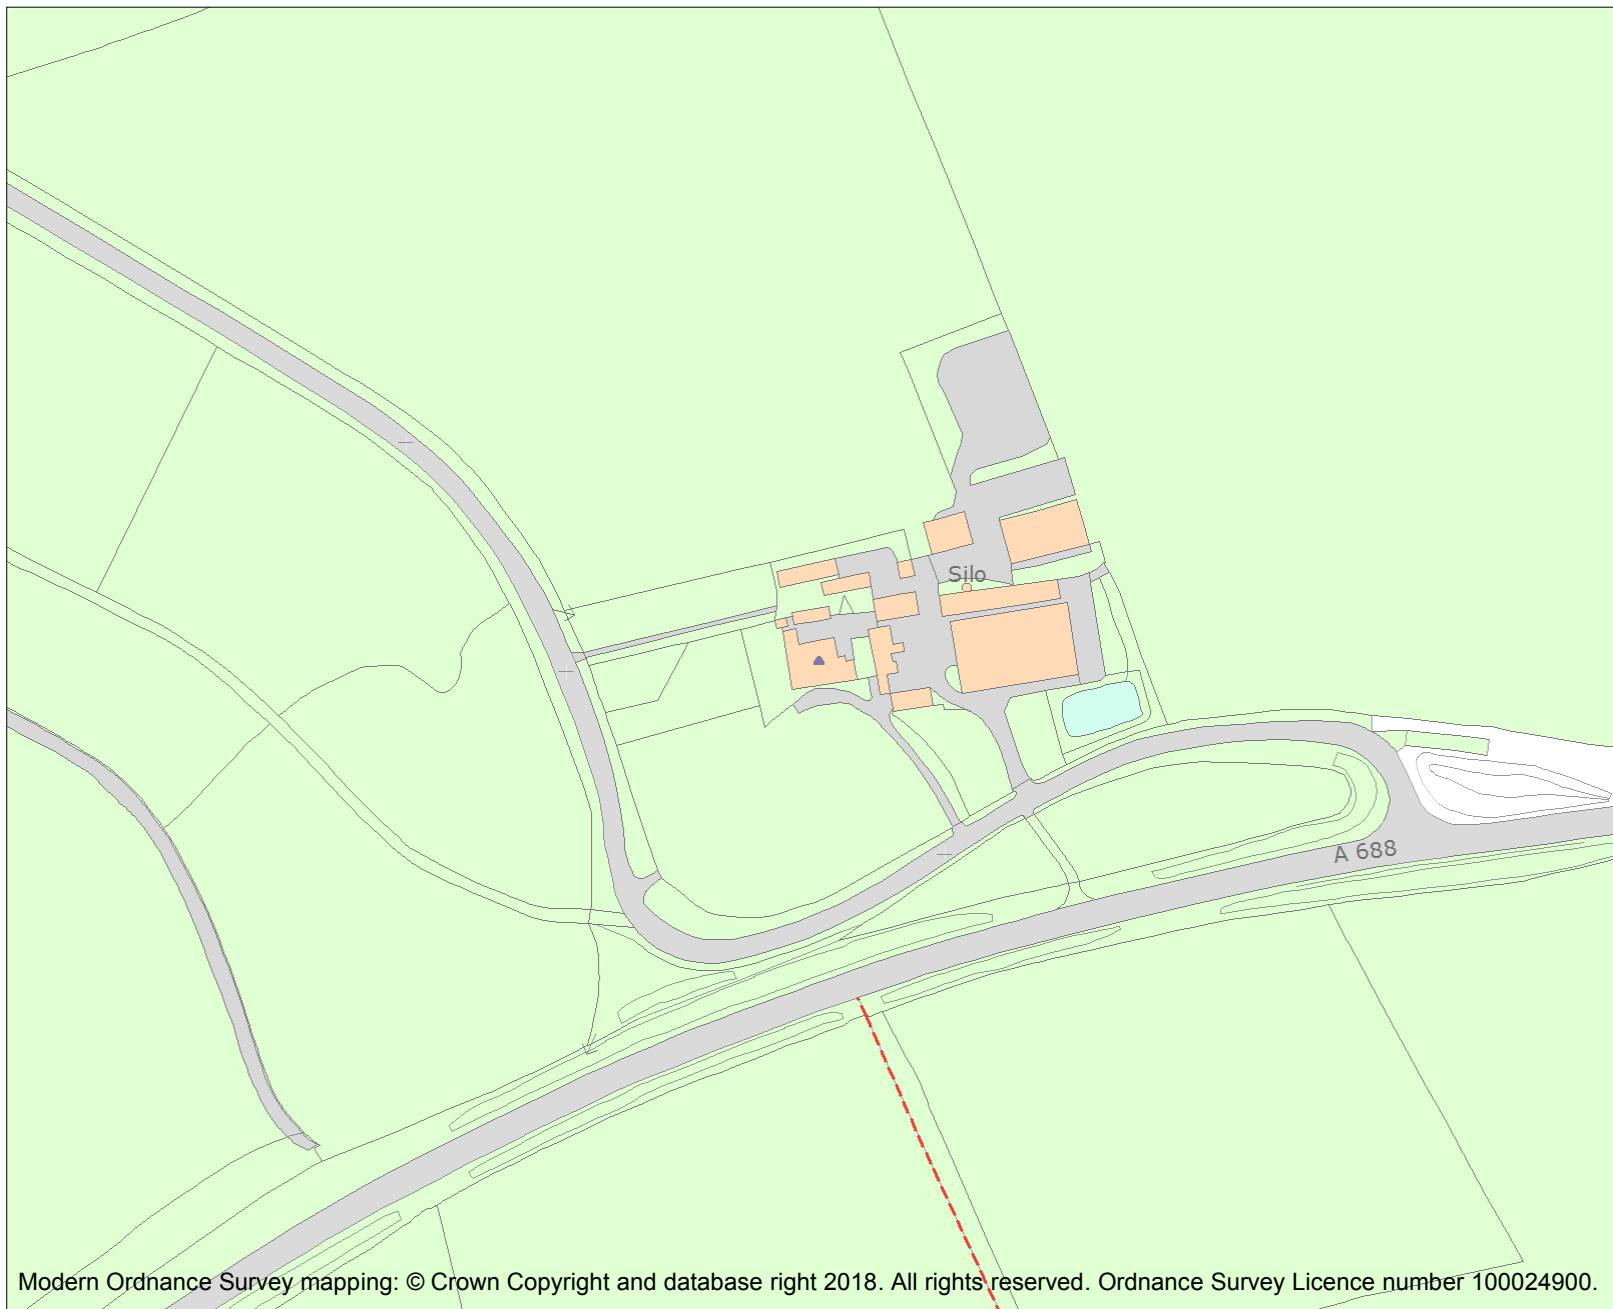 Silo
A 688
Modern Ordnance Survey mapping: © Crown Copyright and database right 2018. All rights reserved. Ordnance Survey Licence number 100024900.